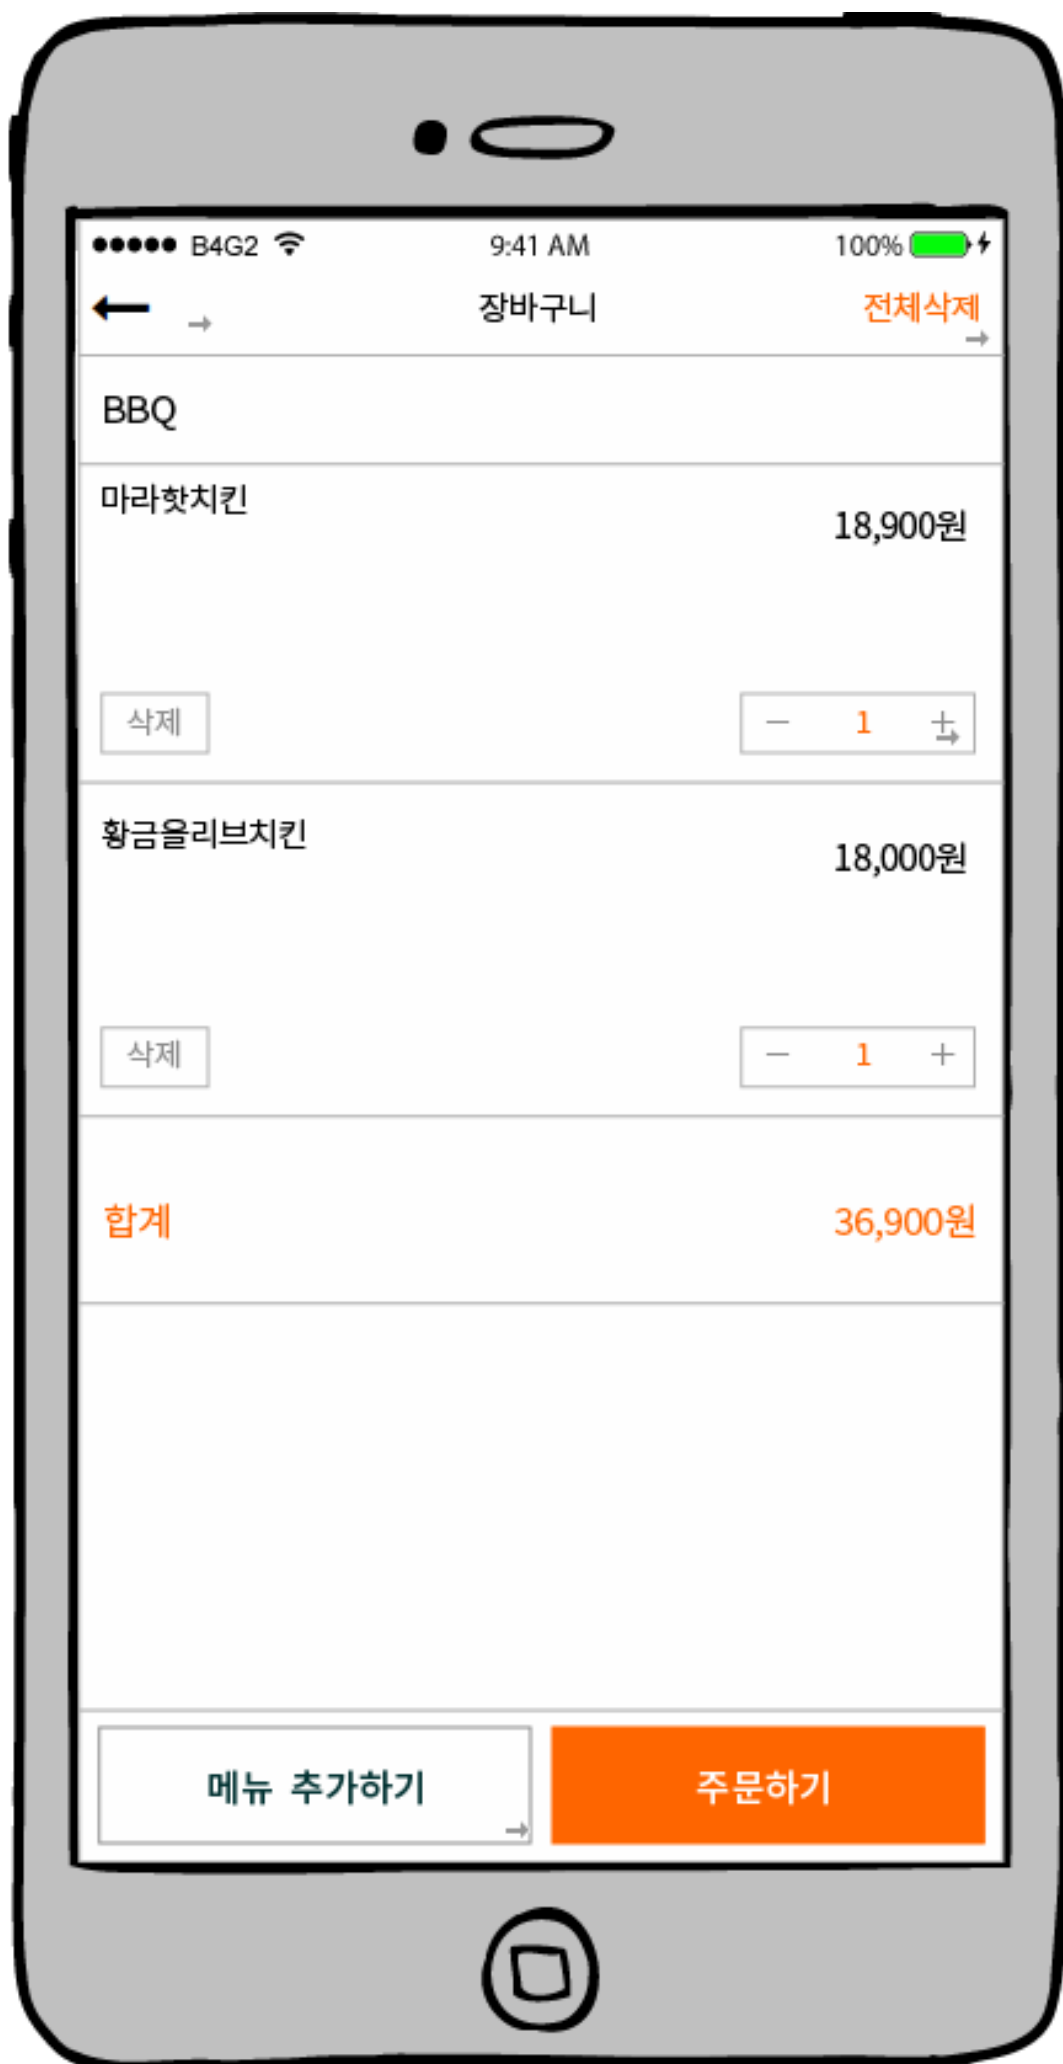 B4G2 9:41 AM 100%
장바구니 전체삭제
BBQ
마라핫치킨
18,900원
삭제 − 1 +
황금올리브치킨
18,000원
삭제 − 1 +
합계 36,900원
메뉴 추가하기 주문하기